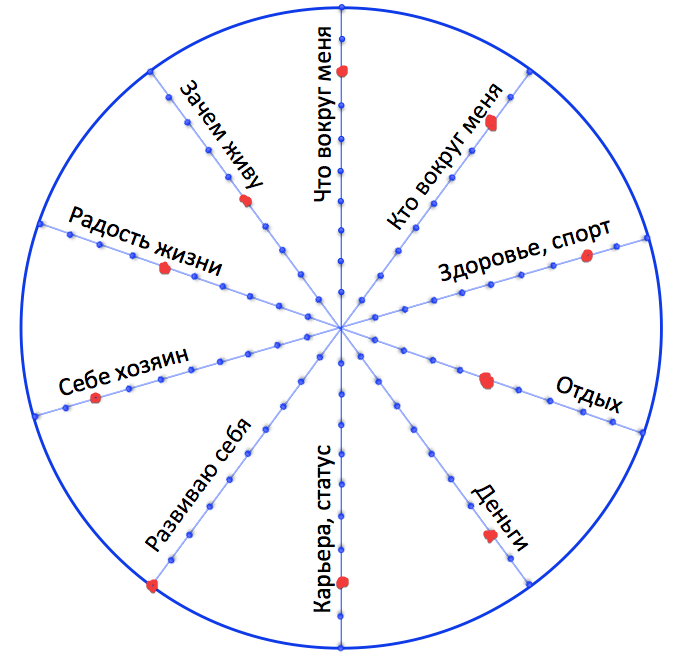 Что вокруг меня
Кто вокруг меня
Здоровье, спорт
Отдых
Деньги
Карьера, статус
Развиваю себя
Себе хозяин
Радость жизни
Зачем живу